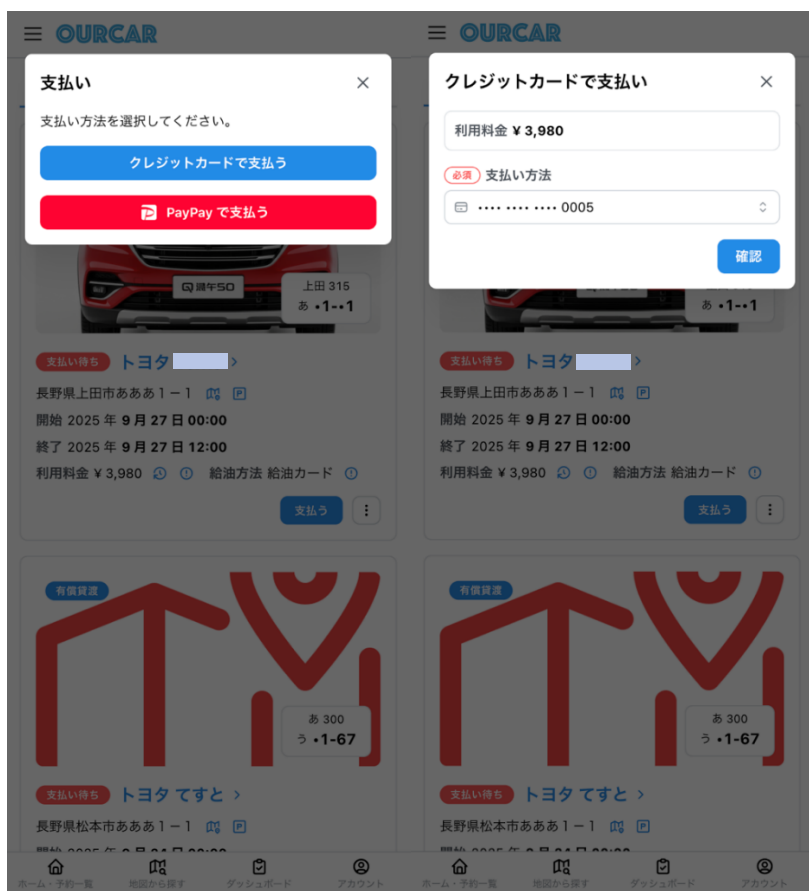 OURCAR
支払い
支払い方法を選択してください。
クレジットカードで支払う
PayPay で支払う
上田 315
あ •1-•1
支払い待ち トヨタ
長野県上田市あああ1-1
開始 2025 年 9 月 27 日 00:00
終了 2025 年 9 月 27 日 12:00
利用料金 ¥ 3,980 給油方法 給油カード
支払う
有償貸渡
あ 300
う •1-67
支払い待ち トヨタ てすと
長野県松本市あああ1-1
ホーム・予約一覧 地図から探す ダッシュボード アカウント
OURCAR
クレジットカードで支払い
利用料金 ¥ 3,980
必須 支払い方法
•••• •••• •••• 0005
確認
あ •1-•1
支払い待ち トヨタ
長野県上田市あああ1-1
開始 2025 年 9 月 27 日 00:00
終了 2025 年 9 月 27 日 12:00
利用料金 ¥ 3,980 給油方法 給油カード
支払う
有償貸渡
あ 300
う •1-67
支払い待ち トヨタ てすと
長野県松本市あああ1-1
ホーム・予約一覧 地図から探す ダッシュボード アカウント